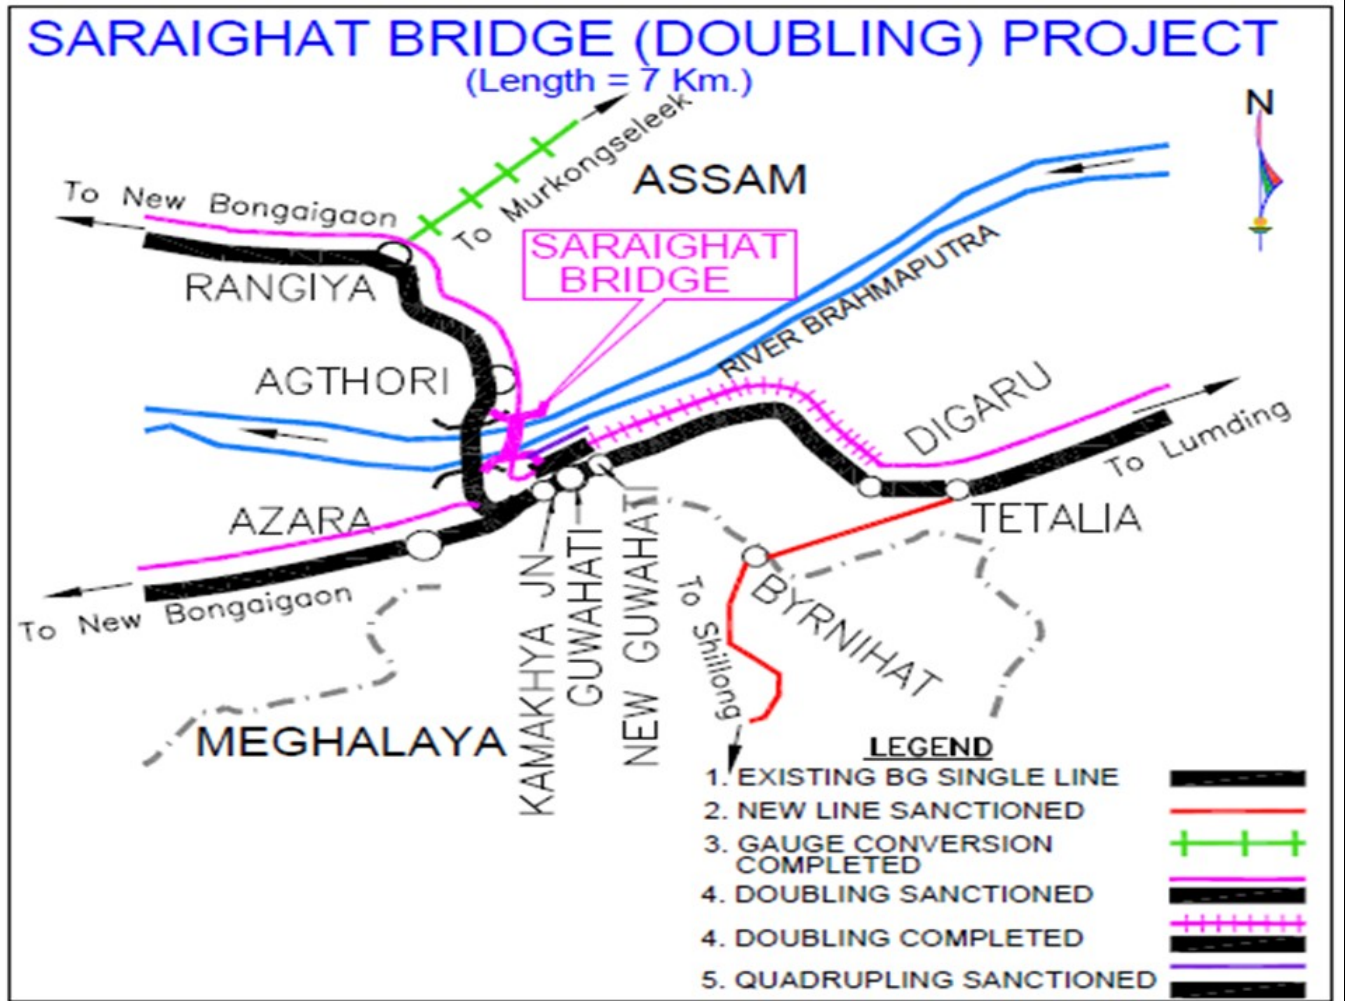 SARAIGHAT BRIDGE (DOUBLING) PROJECT
(Length = 7 Km.)
N
To Murkongseleek
ASSAM
To New Bongaigaon
SARAIGHAT
BRIDGE
RANGIYA
RIVER BRAHMAPUTRA
AGTHORI
DIGARU
To Lumding
AZARA
TETALIA
To New Bongaigaon
KAMAKHYA JN
GUWAHATI
NEW GUWAHATI
To Shillong
BYRNIHAT
MEGHALAYA
LEGEND
1. EXISTING BG SINGLE LINE
2. NEW LINE SANCTIONED
3. GAUGE CONVERSION
COMPLETED
4. DOUBLING SANCTIONED
4. DOUBLING COMPLETED
5. QUADRUPLING SANCTIONED